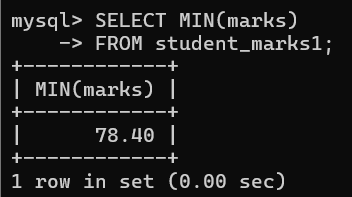 mysql> SELECT MIN(marks)
    -> FROM student_marks1;
+------------+
| MIN(marks) |
+------------+
|      78.40 |
+------------+
1 row in set (0.00 sec)